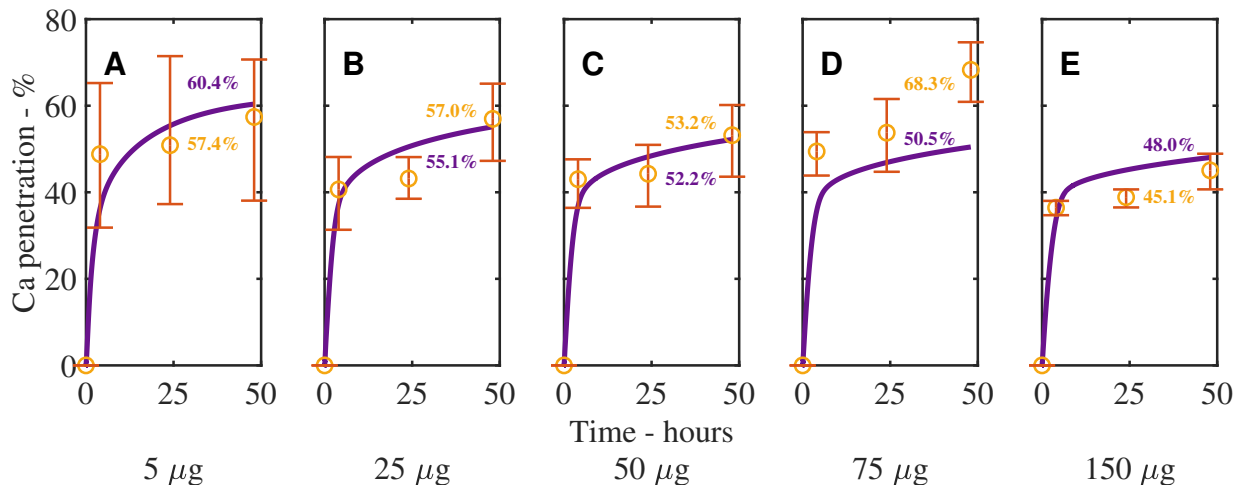 80
60
40
20
0
Ca penetration - %
A
60.4%
57.4%
0 25 50
B
57.0%
55.1%
0 25 50
C
53.2%
52.2%
0 25 50
D
68.3%
50.5%
0 25 50
E
48.0%
45.1%
0 25 50
Time - hours
5 μg 25 μg 50 μg 75 μg 150 μg